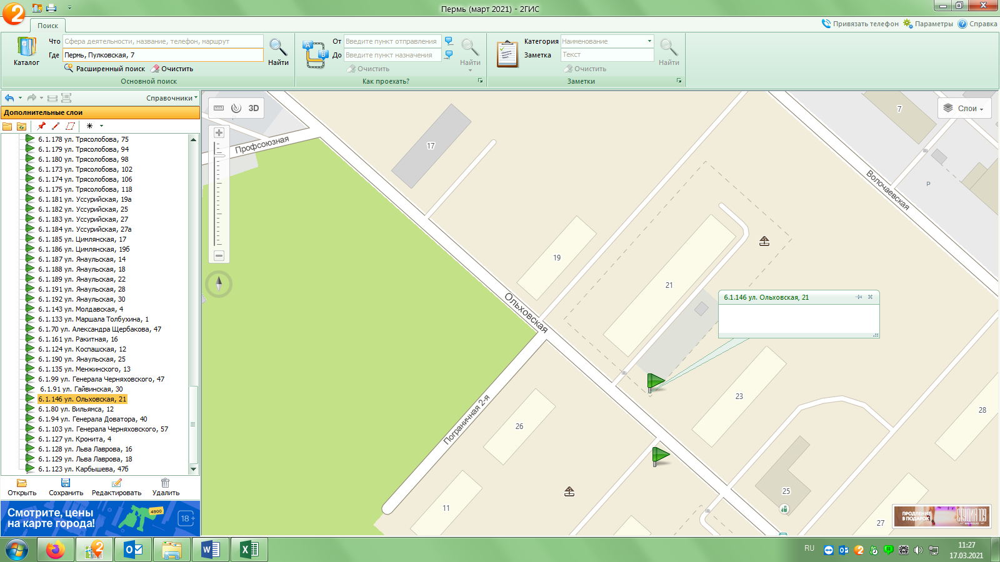 Пермь (март 2021) - 2ГИС
Поиск
Привязать телефон
Параметры
Справка
Каталог
Что
Сфера деятельности, название, телефон, маршрут
Где
Пермь, Пулковская, 7
Расширенный поиск
Очистить
Найти
Основной поиск
От
Введите пункт отправления
До
Введите пункт назначения
Очистить
Найти
Как проехать?
Категория
Наименование
Заметка
Текст
Очистить
Найти
Заметки
Справочники
Дополнительные слои
6.1.178 ул. Трясолобова, 75
6.1.179 ул. Трясолобова, 94
6.1.180 ул. Трясолобова, 98
6.1.173 ул. Трясолобова, 102
6.1.174 ул. Трясолобова, 106
6.1.175 ул. Трясолобова, 118
6.1.181 ул. Уссурийская, 19а
6.1.182 ул. Уссурийская, 25
6.1.183 ул. Уссурийская, 27
6.1.184 ул. Уссурийская, 27а
6.1.185 ул. Цимлянская, 17
6.1.186 ул. Цимлянская, 19б
6.1.187 ул. Янаульская, 14
6.1.188 ул. Янаульская, 18
6.1.189 ул. Янаульская, 22
6.1.191 ул. Янаульская, 28
6.1.192 ул. Янаульская, 30
6.1.143 ул. Молдавская, 4
6.1.133 ул. Маршала Толбухина, 1
6.1.70 ул. Александра Щербакова, 47
6.1.161 ул. Ракитная, 16
6.1.124 ул. Коспашская, 12
6.1.190 ул. Янаульская, 25
6.1.135 ул. Менжинского, 13
6.1.99 ул. Генерала Черняховского, 47
6.1.91 ул. Гайвинская, 30
6.1.146 ул. Ольховская, 21
6.1.80 ул. Вильямса, 12
6.1.94 ул. Генерала Доватора, 40
6.1.103 ул. Генерала Черняховского, 57
6.1.127 ул. Кронита, 4
6.1.128 ул. Льва Лаврова, 16
6.1.129 ул. Льва Лаврова, 18
6.1.123 ул. Карбышева, 47б
Открыть
Сохранить
Редактировать
Удалить
Смотрите, цены
на карте города!
4900
18+
3D
Слои
Профсоюзная
17
7
P
Волочаевская
19
21
Ольховская
6.1.146 ул. Ольховская, 21
23
28
Пограничная 2-я
26
11
25
27
ПРОДЛЕНИЕ
В ПОДАРОК
СТУДИЯ 109
RU
11:27
17.03.2021